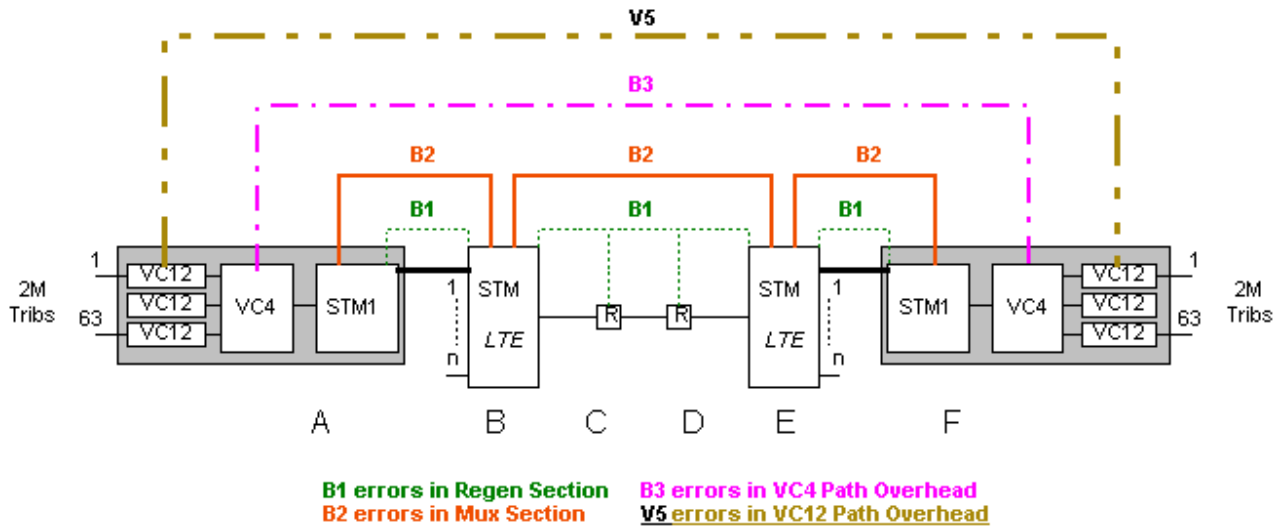 V5
B3
B2 B2 B2
B1 B1 B1
1 VC12 VC4 STM1 STM LTE 1 n R R STM LTE 1 n STM1 VC4 VC12 1
2M Tribs VC12 VC12 2M Tribs
63 VC12 VC12 63
A B C D E F
B1 errors in Regen Section B3 errors in VC4 Path Overhead
B2 errors in Mux Section V5 errors in VC12 Path Overhead